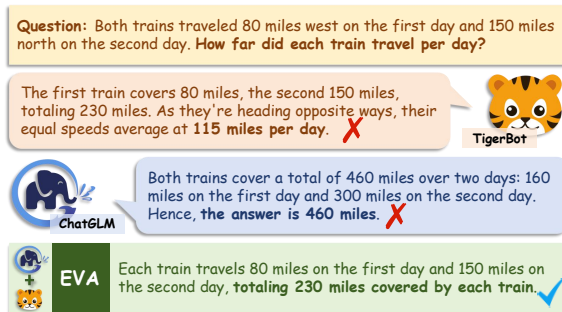 Question: Both trains traveled 80 miles west on the first day and 150 miles
north on the second day. How far did each train travel per day?
The first train covers 80 miles, the second 150 miles,
totaling 230 miles. As they're heading opposite ways, their
equal speeds average at 115 miles per day.
TigerBot
Both trains cover a total of 460 miles over two days: 160
miles on the first day and 300 miles on the second day.
Hence, the answer is 460 miles.
ChatGLM
+
EVA
Each train travels 80 miles on the first day and 150 miles on
the second day, totaling 230 miles covered by each train.